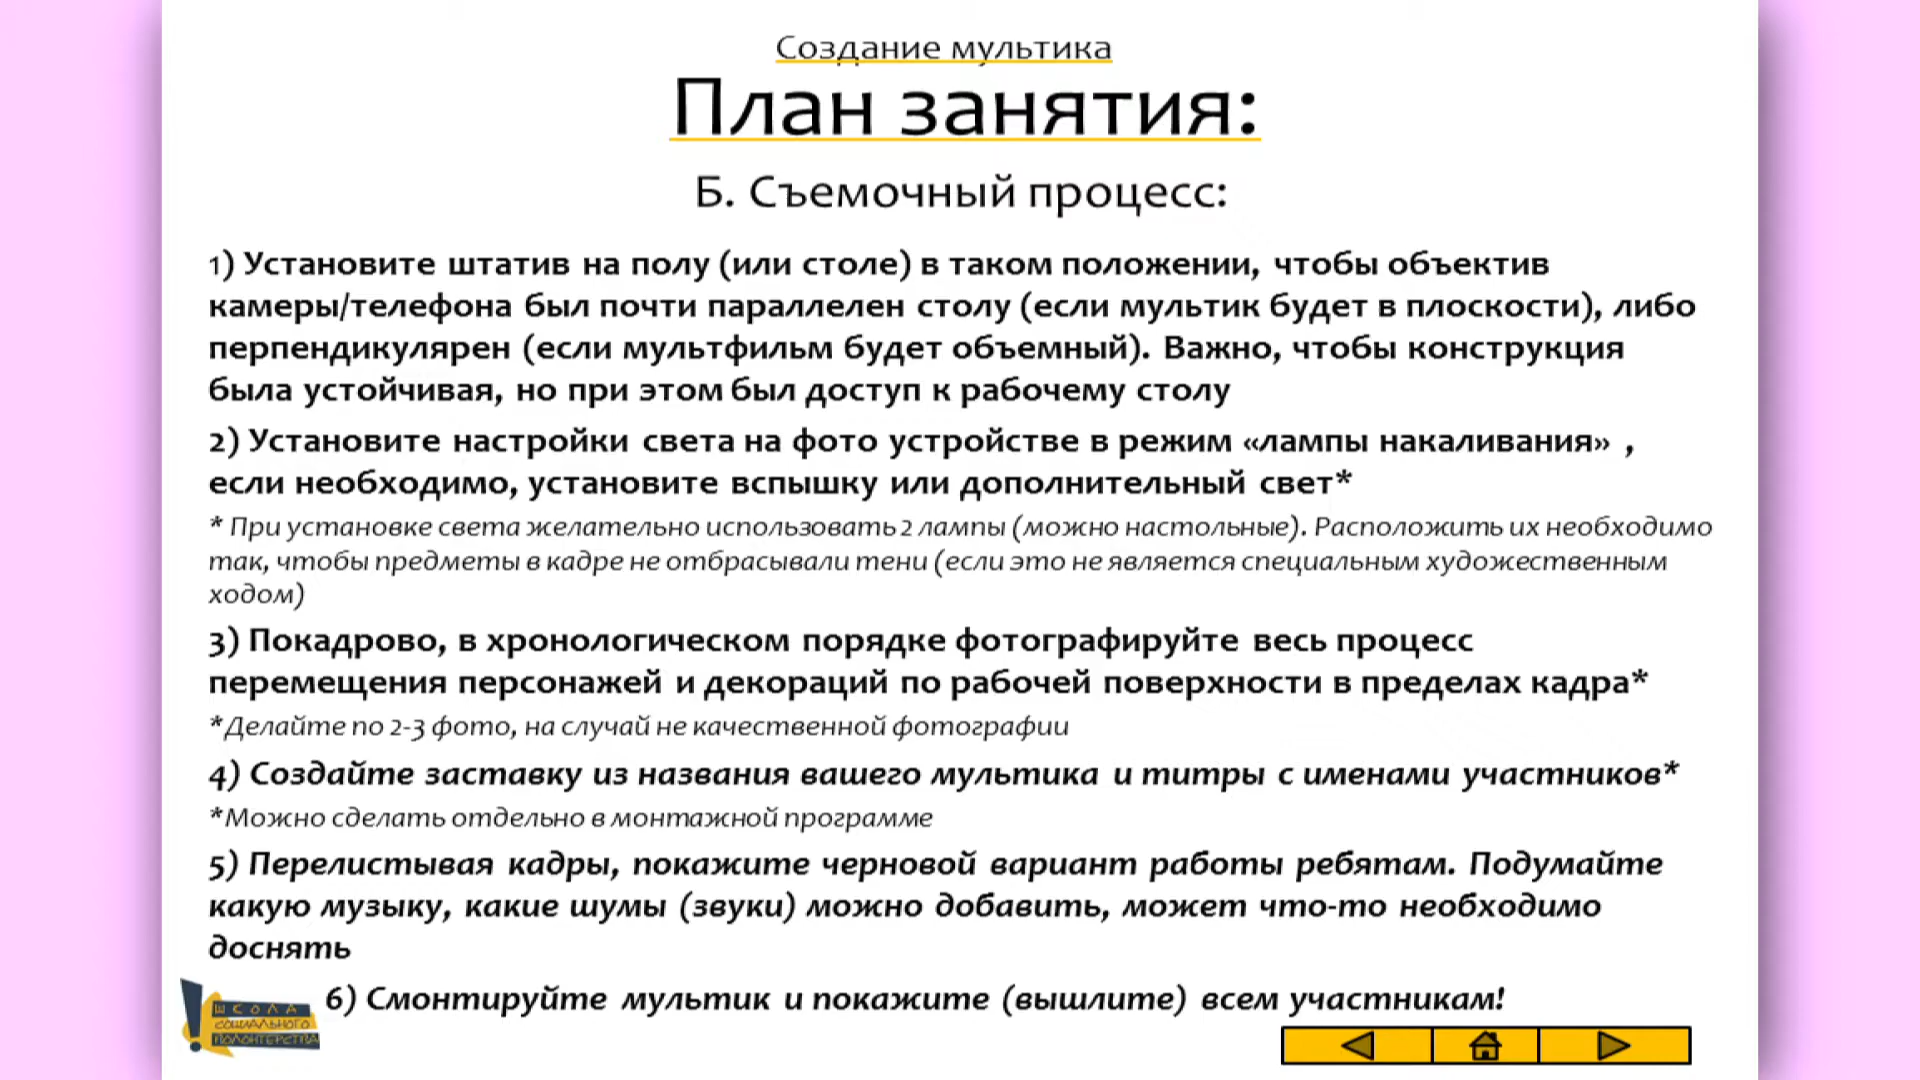 Создание мультика
План занятия:
Б. Съемочный процесс:
1) Установите штатив на полу (или столе) в таком положении, чтобы объектив
камеры/телефона был почти параллелен столу (если мультик будет в плоскости), либо
перпендикулярен (если мультфильм будет объемный). Важно, чтобы конструкция
была устойчивая, но при этом был доступ к рабочему столу
2) Установите настройки света на фото устройстве в режим «лампы накаливания» ,
если необходимо, установите вспышку или дополнительный свет*
* При установке света желательно использовать 2 лампы (можно настольные). Расположить их необходимо
так, чтобы предметы в кадре не отбрасывали тени (если это не является специальным художественным
ходом)
3) Покадрово, в хронологическом порядке фотографируйте весь процесс
перемещения персонажей и декораций по рабочей поверхности в пределах кадра*
*Делайте по 2-3 фото, на случай не качественной фотографии
4) Создайте заставку из названия вашего мультика и титры с именами участников*
*Можно сделать отдельно в монтажной программе
5) Перелистывая кадры, покажите черновой вариант работы ребятам. Подумайте
какую музыку, какие шумы (звуки) можно добавить, может что-то необходимо
доснять
6) Смонтируйте мультик и покажите (вышлите) всем участникам!
ШКОЛА
СОЦИАЛЬНОГО
ВОЛОНТЕРСТВА